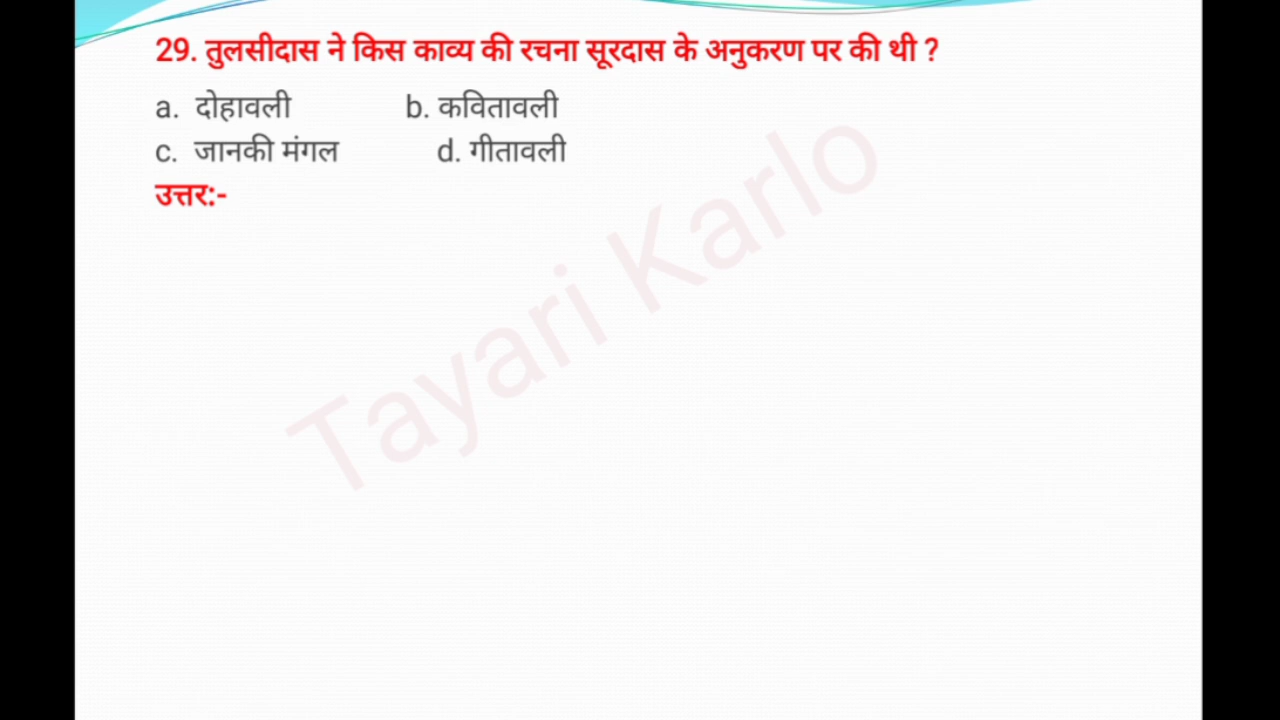 29. तुलसीदास ने किस काव्य की रचना सूरदास के अनुकरण पर की थी ?
a. दोहावली b. कवितावली
c. जानकी मंगल d. गीतावली
उत्तर:-
Tayari Karlo